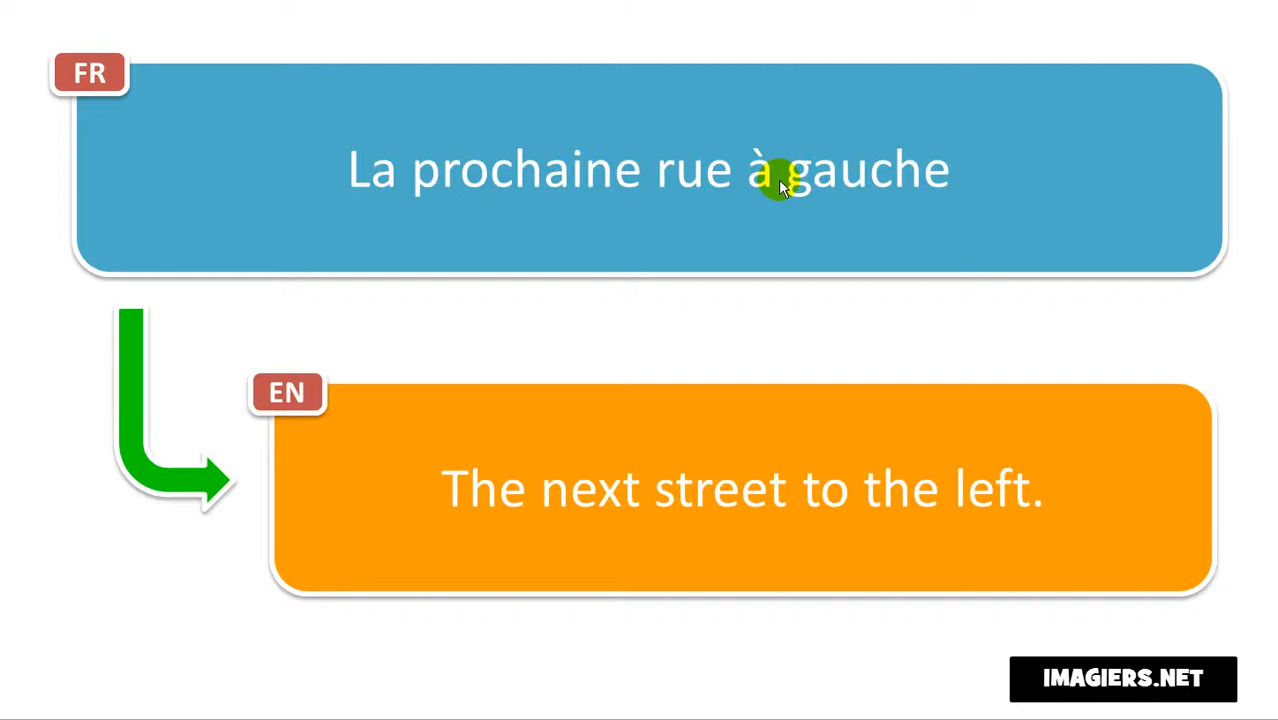 FR
La prochaine rue à gauche
EN
The next street to the left.
IMAGIERS.NET